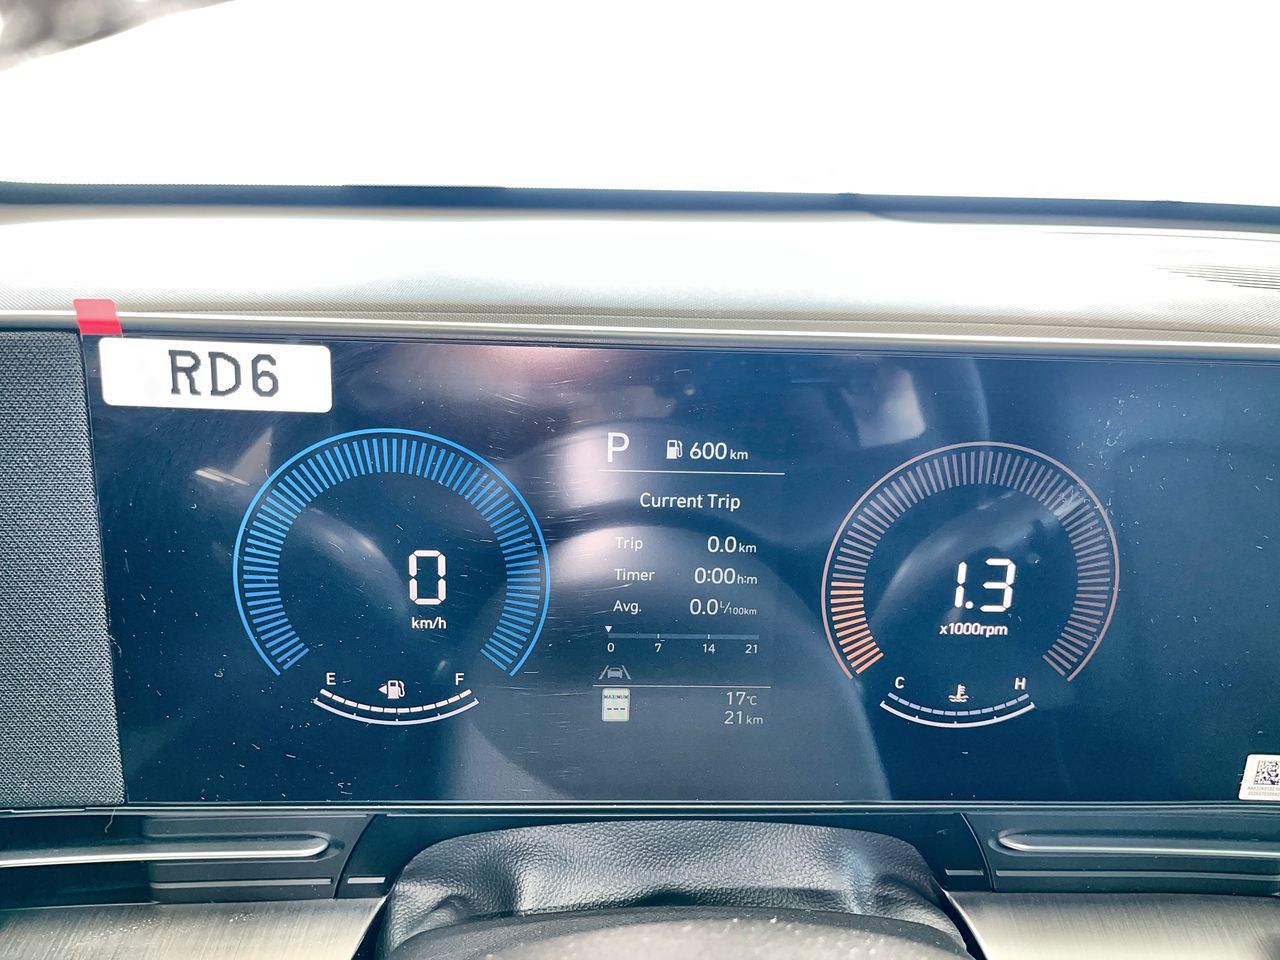 RD6
P 600 km
Current Trip
Trip 0.0 km
Timer 0:00 h:m
Avg. 0.0 L/100km
0 7 14 21
MAXIMUM
---
17°C
21 km
0
km/h
E F
1.3
x1000rpm
C H